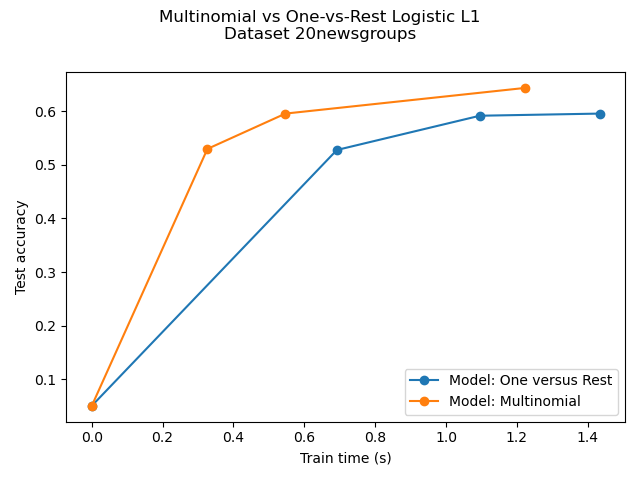 Multinomial vs One-vs-Rest Logistic L1
Dataset 20newsgroups
Test accuracy
0.6
0.5
0.4
0.3
0.2
0.1
Model: One versus Rest
Model: Multinomial
0.0 0.2 0.4 0.6 0.8 1.0 1.2 1.4
Train time (s)